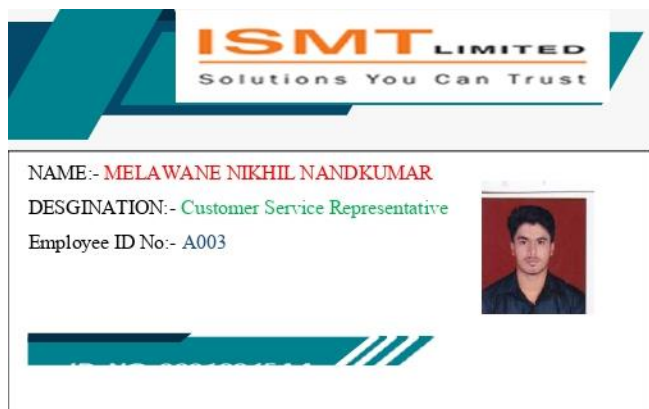 ISMT LIMITED
Solutions You Can Trust
NAME:- MELAWANE NIKHIL NANDKUMAR
DESGINATION:- Customer Service Representative
Employee ID No:- A003